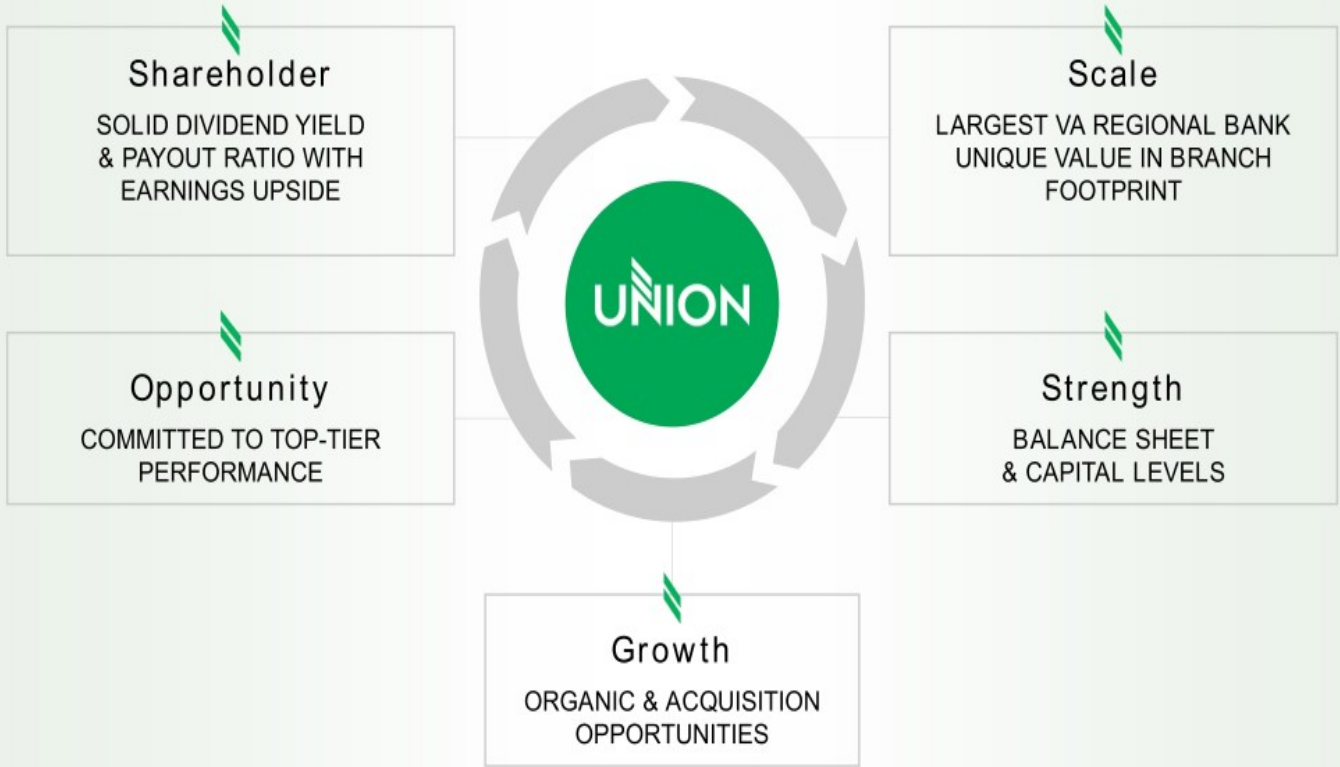 Shareholder
SOLID DIVIDEND YIELD
& PAYOUT RATIO WITH
EARNINGS UPSIDE
Scale
LARGEST VA REGIONAL BANK
UNIQUE VALUE IN BRANCH
FOOTPRINT
UNION
Opportunity
COMMITTED TO TOP-TIER
PERFORMANCE
Strength
BALANCE SHEET
& CAPITAL LEVELS
Growth
ORGANIC & ACQUISITION
OPPORTUNITIES